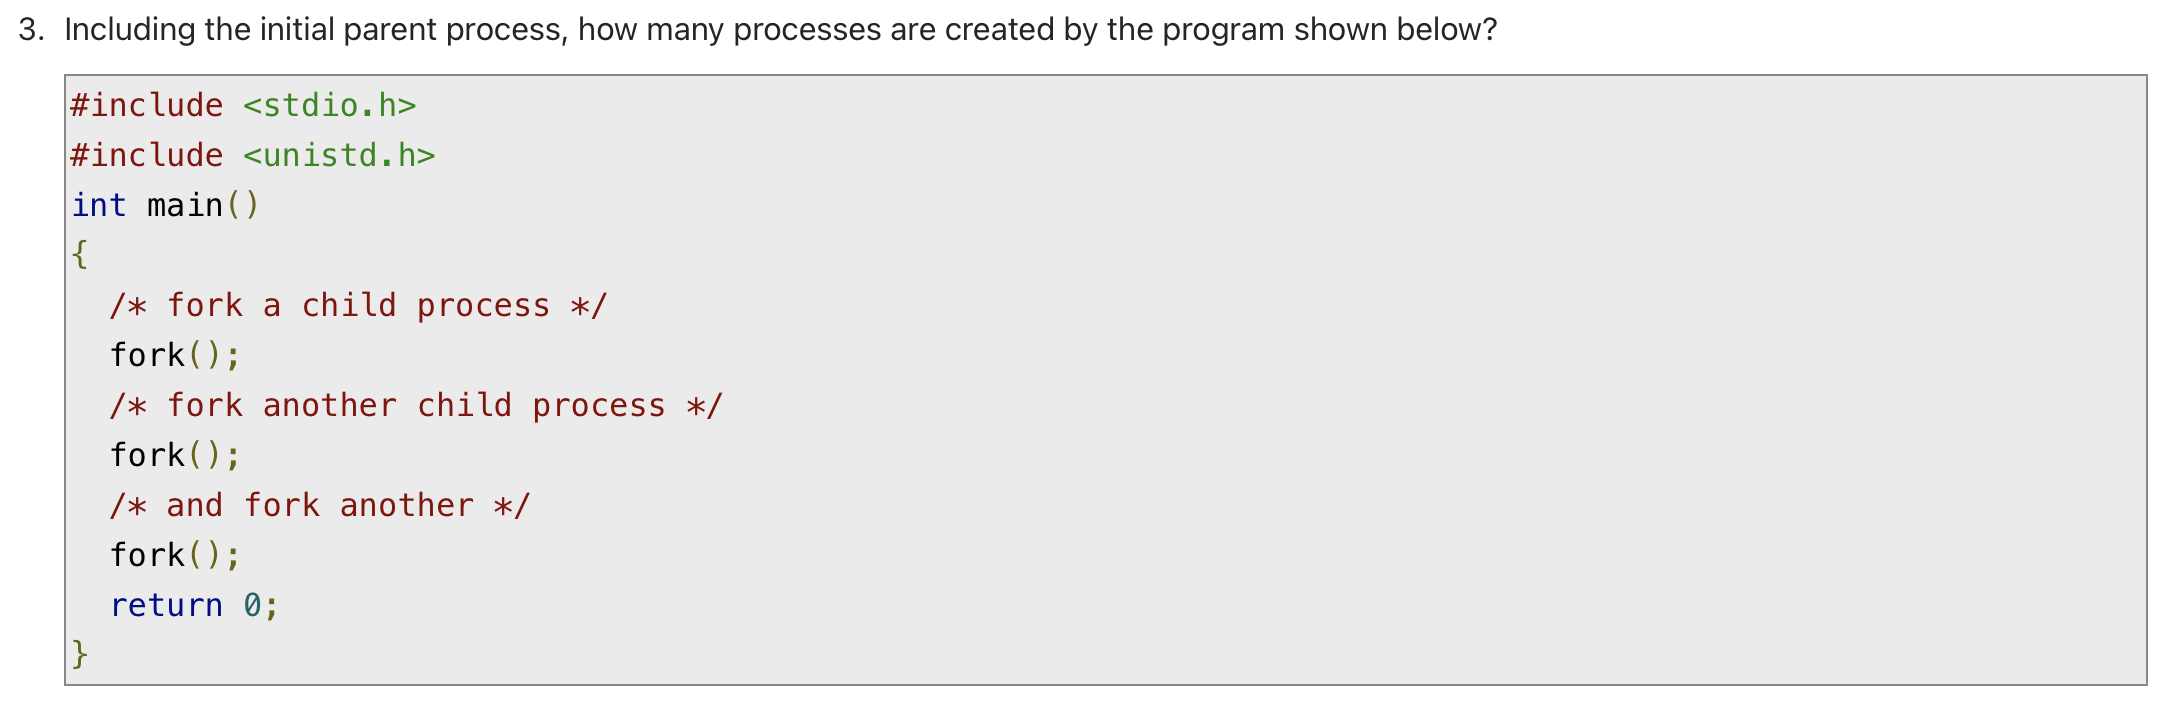 3. Including the initial parent process, how many processes are created by the program shown below?
#include <stdio.h>
#include <unistd.h>
int main()
{
  /* fork a child process */
  fork();
  /* fork another child process */
  fork();
  /* and fork another */
  fork();
  return 0;
}